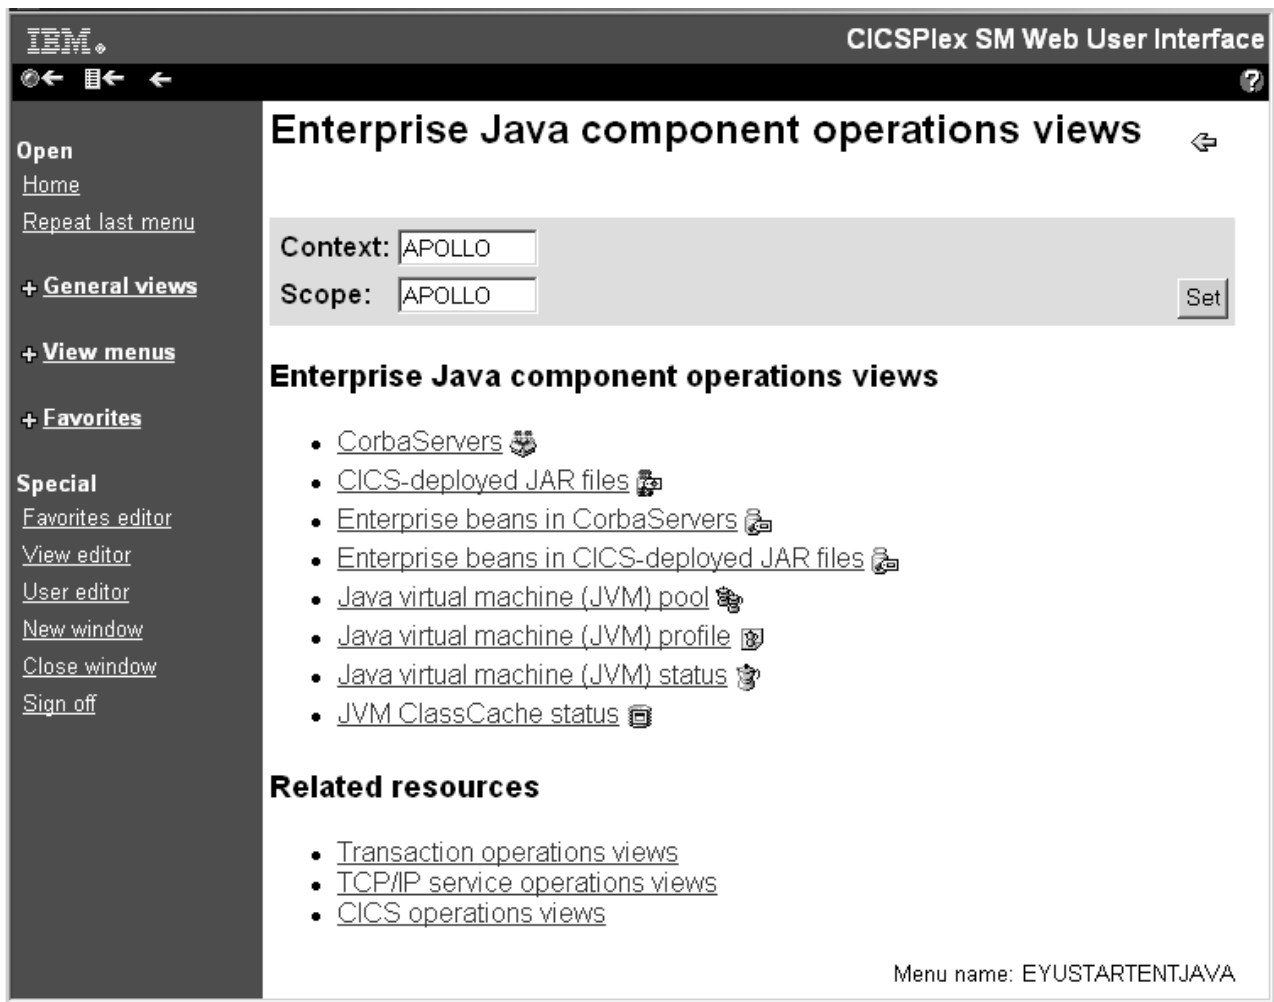 IBM.
CICSPlex SM Web User Interface
?
Open
Home
Repeat last menu
+ General views
+ View menus
+ Favorites
Special
Favorites editor
View editor
User editor
New window
Close window
Sign off
Enterprise Java component operations views
Context: APOLLO
Scope: APOLLO
Set
Enterprise Java component operations views
• CorbaServers
• CICS-deployed JAR files
• Enterprise beans in CorbaServers
• Enterprise beans in CICS-deployed JAR files
• Java virtual machine (JVM) pool
• Java virtual machine (JVM) profile
• Java virtual machine (JVM) status
• JVM ClassCache status
Related resources
• Transaction operations views
• TCP/IP service operations views
• CICS operations views
Menu name: EYUSTARTENTJAVA